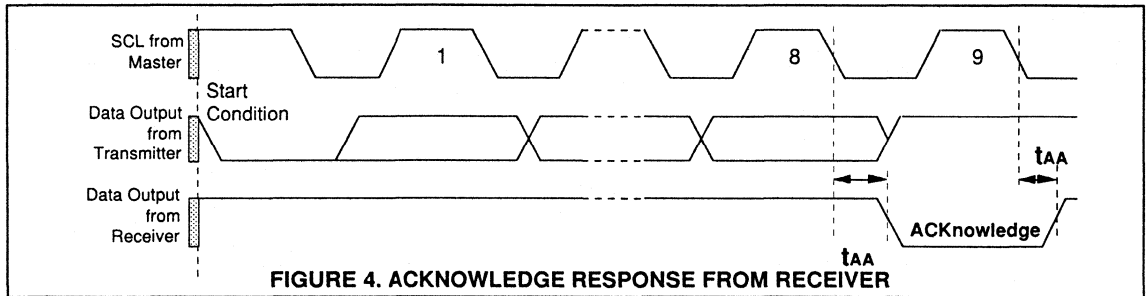 SCL from
Master
1
8
9
Start
Condition
Data Output
from
Transmitter
tAA
tAA
Data Output
from
Receiver
ACKnowledge
FIGURE 4. ACKNOWLEDGE RESPONSE FROM RECEIVER